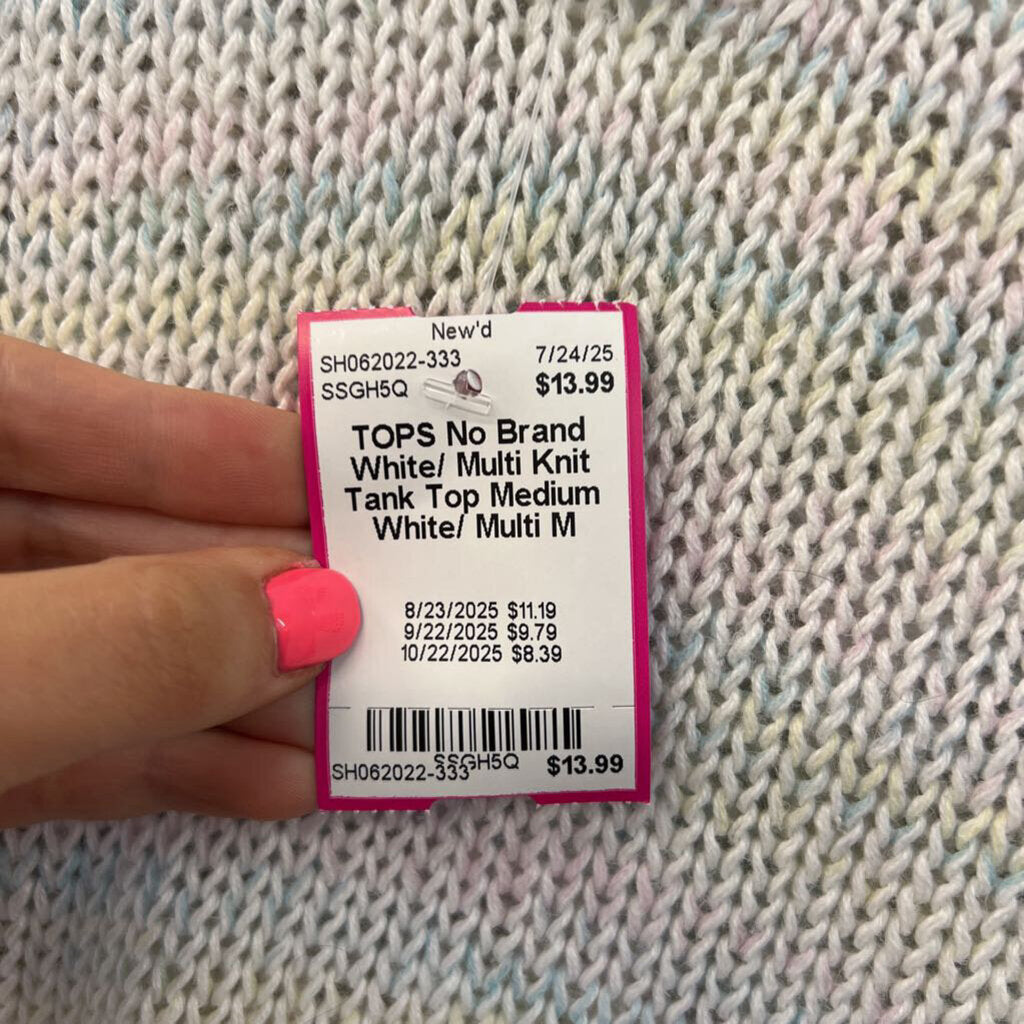 New'd
SH062022-333 7/24/25
SSGH5Q $13.99
TOPS No Brand
White/ Multi Knit
Tank Top Medium
White/ Multi M
8/23/2025 $11.19
9/22/2025 $9.79
10/22/2025 $8.39
SSGH5Q
SH062022-333 $13.99